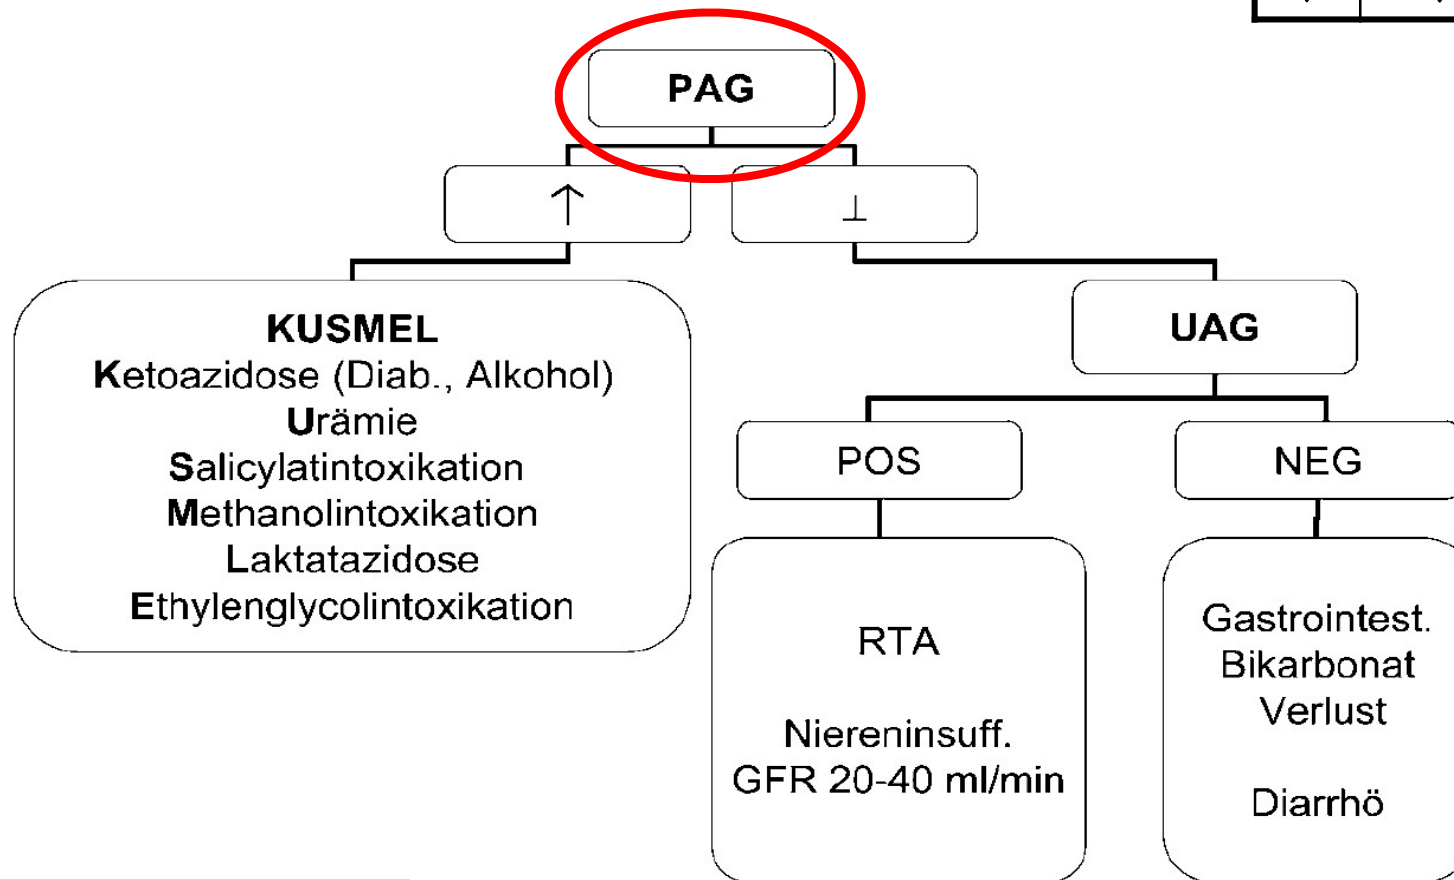 PAG
↑
⊥
KUSMEL
Ketoazidose (Diab., Alkohol)
Urämie
Salicylatintoxikation
Methanolintoxikation
Laktatazidose
Ethylenglycolintoxikation
UAG
POS
NEG
RTA
Niereninsuff.
GFR 20-40 ml/min
Gastrointest.
Bikarbonat
Verlust
Diarrhö